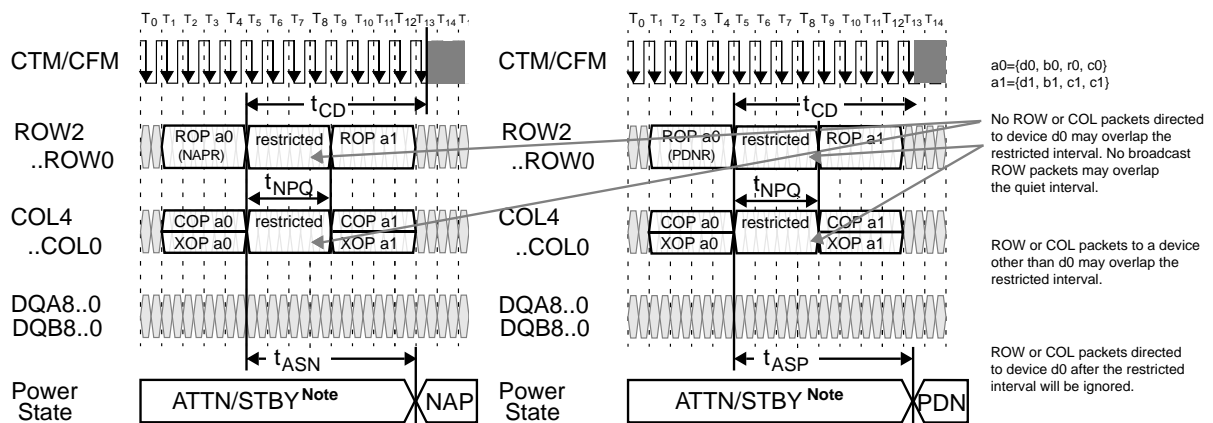 T0 T1 T2 T3 T4 T5 T6 T7 T8 T9 T10 T11 T12 T13 T14
CTM/CFM
tCD
ROW2
..ROW0
ROP a0
(NAPR)
restricted
ROP a1
tNPQ
COL4
..COL0
COP a0
XOP a0
restricted
COP a1
XOP a1
DQA8..0
DQB8..0
tASN
Power
State
ATTN/STBY Note
NAP
T0 T1 T2 T3 T4 T5 T6 T7 T8 T9 T10 T11 T12 T13 T14
CTM/CFM
tCD
ROW2
..ROW0
ROP a0
(PDNR)
restricted
ROP a1
tNPQ
COL4
..COL0
COP a0
XOP a0
restricted
COP a1
XOP a1
DQA8..0
DQB8..0
tASP
Power
State
ATTN/STBY Note
PDN
a0={d0, b0, r0, c0}
a1={d1, b1, c1, c1}
No ROW or COL packets directed
to device d0 may overlap the
restricted interval. No broadcast
ROW packets may overlap
the quiet interval.
ROW or COL packets to a device
other than d0 may overlap the
restricted interval.
ROW or COL packets directed
to device d0 after the restricted
interval will be ignored.